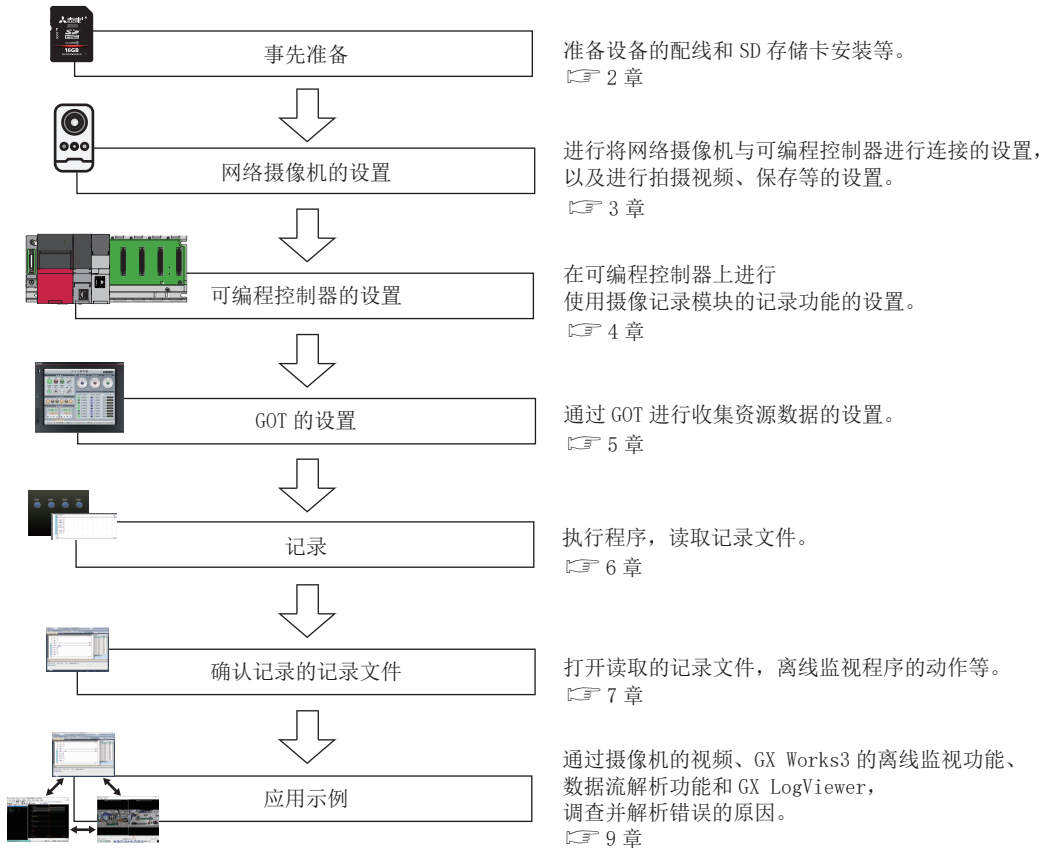 事先准备
准备设备的配线和 SD 存储卡安装等。
☞ 2 章
网络摄像机的设置
进行将网络摄像机与可编程控制器进行连接的设置，
以及进行拍摄视频、保存等的设置。
☞ 3 章
可编程控制器的设置
在可编程控制器上进行
使用摄像记录模块的记录功能的设置。
☞ 4 章
GOT 的设置
通过 GOT 进行收集资源数据的设置。
☞ 5 章
记录
执行程序，读取记录文件。
☞ 6 章
确认记录的记录文件
打开读取的记录文件，离线监视程序的动作等。
☞ 7 章
应用示例
通过摄像机的视频、GX Works3 的离线监视功能、
数据流解析功能和 GX LogViewer，
调查并解析错误的原因。
☞ 9 章
16GB